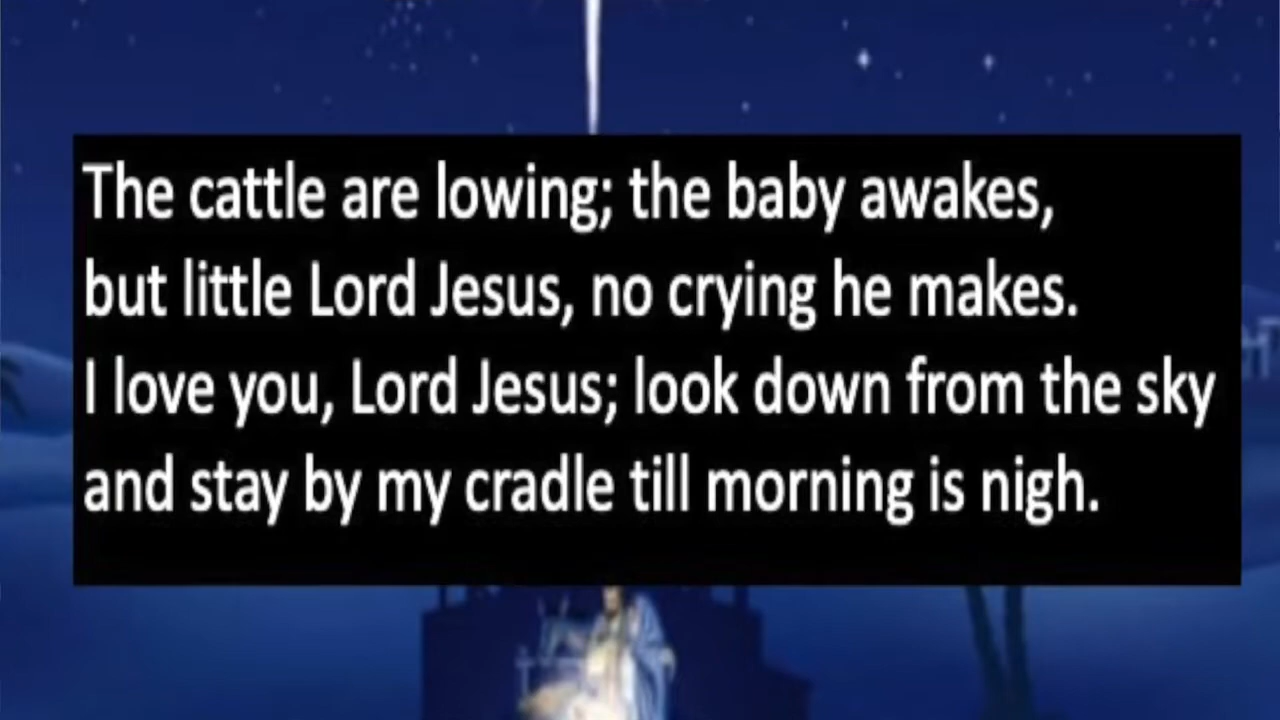 The cattle are lowing; the baby awakes,
but little Lord Jesus, no crying he makes.
I love you, Lord Jesus; look down from the sky
and stay by my cradle till morning is nigh.